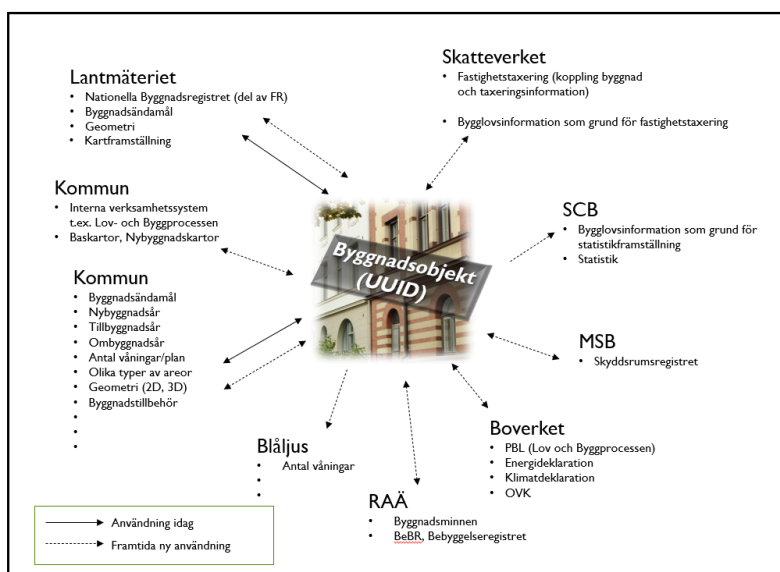 Lantmäteriet
• Nationella Byggnadsregistret (del av FR)
• Byggnadsändamål
• Geometri
• Kartframställning
Skatteverket
• Fastighetstaxering (koppling byggnad
och taxeringsinformation)
• Bygglovsinformation som grund för fastighetstaxering
Kommun
• Interna verksamhetssystem
t.ex. Lov- och Byggprocessen
• Baskartor, Nybyggnadskartor
SCB
• Bygglovsinformation som grund för
statistikframställning
• Statistik
Byggnadsobjekt
(UUID)
Kommun
• Byggnadsändamål
• Nybyggnadsår
• Tillbyggnadsår
• Ombyggnadsår
• Antal våningar/plan
• Olika typer av areor
• Geometri (2D, 3D)
• Byggnadstillbehör
•
•
•
MSB
• Skyddsrumsregistret
Blåljus
• Antal våningar
•
•
RAÄ
• Byggnadsminnen
• BeBR, Bebyggelseregistret
Boverket
• PBL (Lov och Byggprocessen)
• Energideklaration
• Klimatdeklaration
• OVK
Användning idag
Framtida ny användning